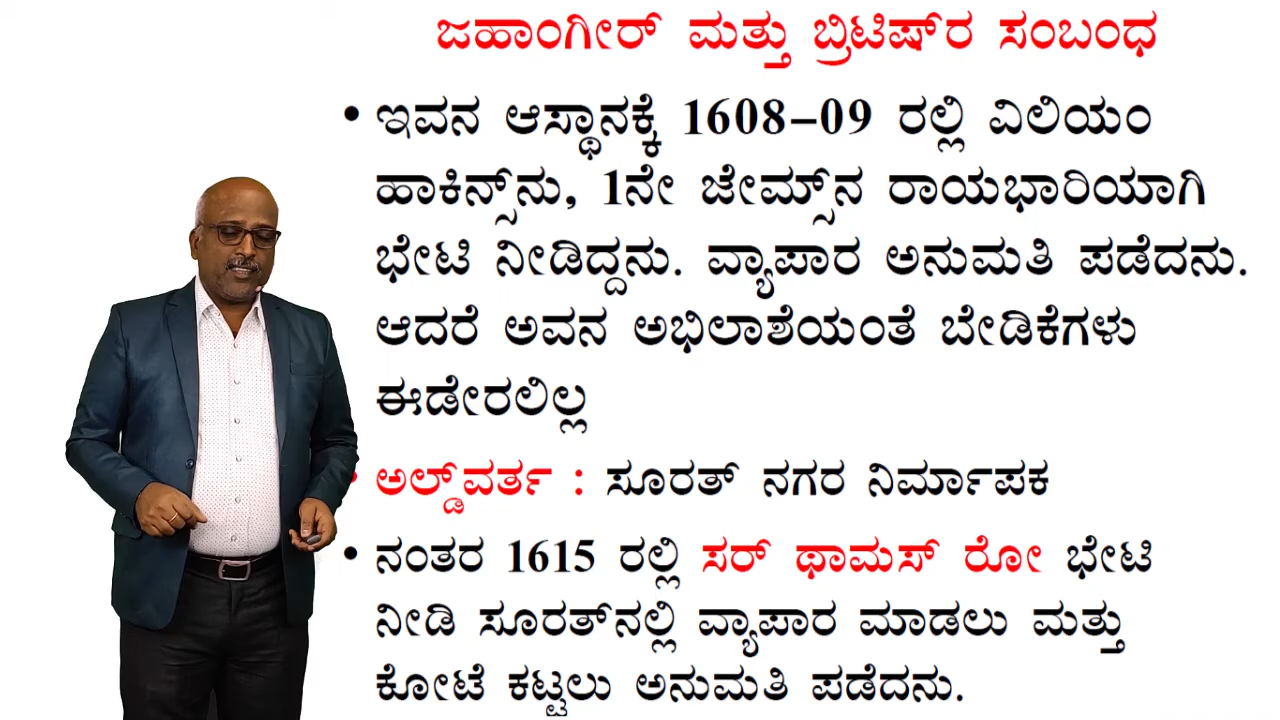 ಜಹಾಂಗೀರ್ ಮತ್ತು ಬ್ರಿಟಿಷ್‌ರ ಸಂಬಂಧ
• ಇವನ ಆಸ್ಥಾನಕ್ಕೆ 1608–09 ರಲ್ಲಿ ವಿಲಿಯಂ
ಹಾಕಿನ್ಸ್‌ನು, 1ನೇ ಜೇಮ್ಸ್‌ನ ರಾಯಭಾರಿಯಾಗಿ
ಭೇಟಿ ನೀಡಿದ್ದನು. ವ್ಯಾಪಾರ ಅನುಮತಿ ಪಡೆದನು.
ಆದರೆ ಅವನ ಅಭಿಲಾಶೆಯಂತೆ ಬೇಡಿಕೆಗಳು
ಈಡೇರಲಿಲ್ಲ
• ಅಲ್ಡ್‌ವರ್ತ : ಸೂರತ್ ನಗರ ನಿರ್ಮಾಪಕ
• ನಂತರ 1615 ರಲ್ಲಿ ಸರ್ ಥಾಮಸ್ ರೋ ಭೇಟಿ
ನೀಡಿ ಸೂರತ್‌ನಲ್ಲಿ ವ್ಯಾಪಾರ ಮಾಡಲು ಮತ್ತು
ಕೋಟೆ ಕಟ್ಟಲು ಅನುಮತಿ ಪಡೆದನು.